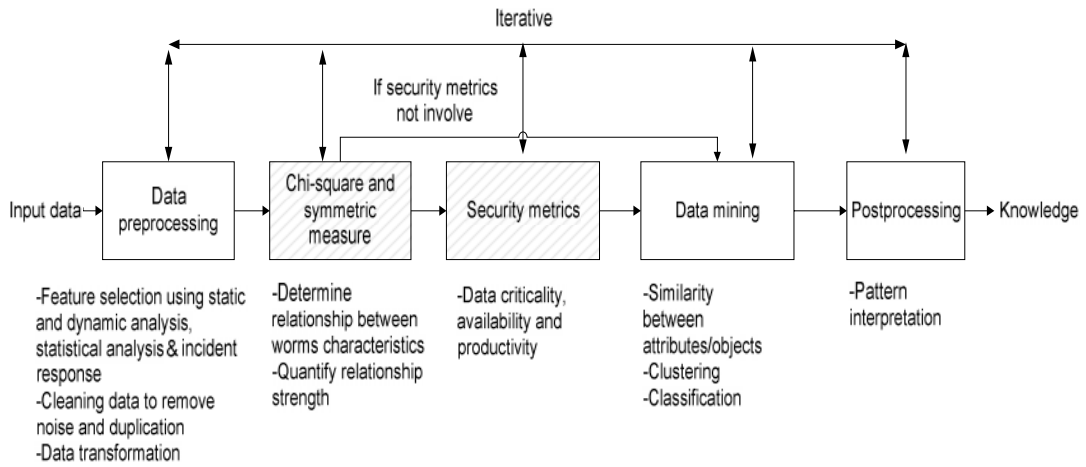 Iterative
If security metrics
not involve
Input data
Data
preprocessing
Chi-square and
symmetric
measure
Security metrics
Data mining
Postprocessing
Knowledge
-Feature selection using static
and dynamic analysis,
statistical analysis & incident
response
-Cleaning data to remove
noise and duplication
-Data transformation
-Determine
relationship between
worms characteristics
-Quantify relationship
strength
-Data criticality,
availability and
productivity
-Similarity
between
attributes/objects
-Clustering
-Classification
-Pattern
interpretation